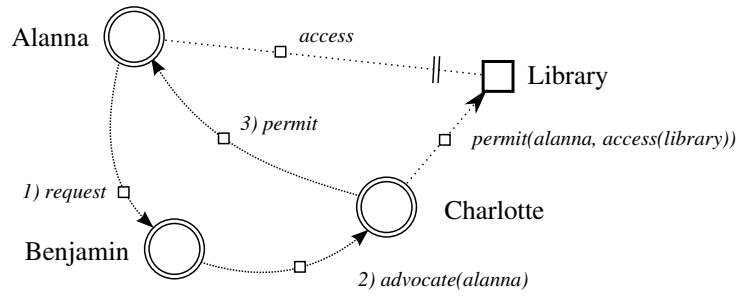 Alanna
access
Library
3) permit
permit(alanna, access(library))
1) request
Charlotte
Benjamin
2) advocate(alanna)